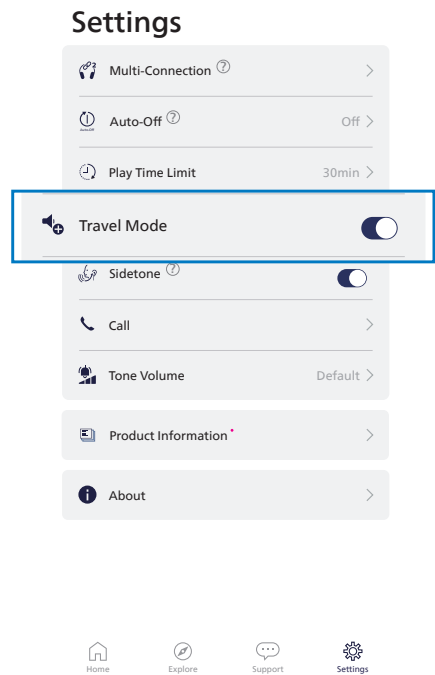 Settings
Multi-Connection ?
Auto-Off ?
Off
Play Time Limit
30min
Travel Mode
Sidetone ?
Call
Tone Volume
Default
Product Information
About
Home
Explore
Support
Settings